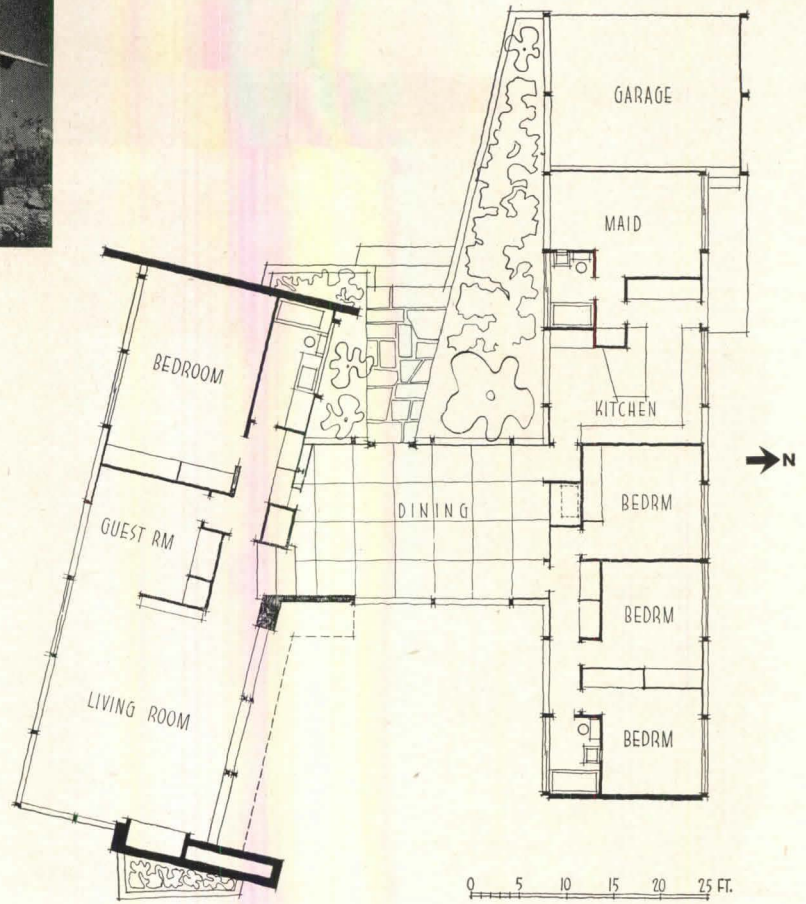 GARAGE
MAID
BEDROOM
KITCHEN
N
DINING
BEDRM
GUEST RM
BEDRM
LIVING ROOM
BEDRM
0 5 10 15 20 25 FT.